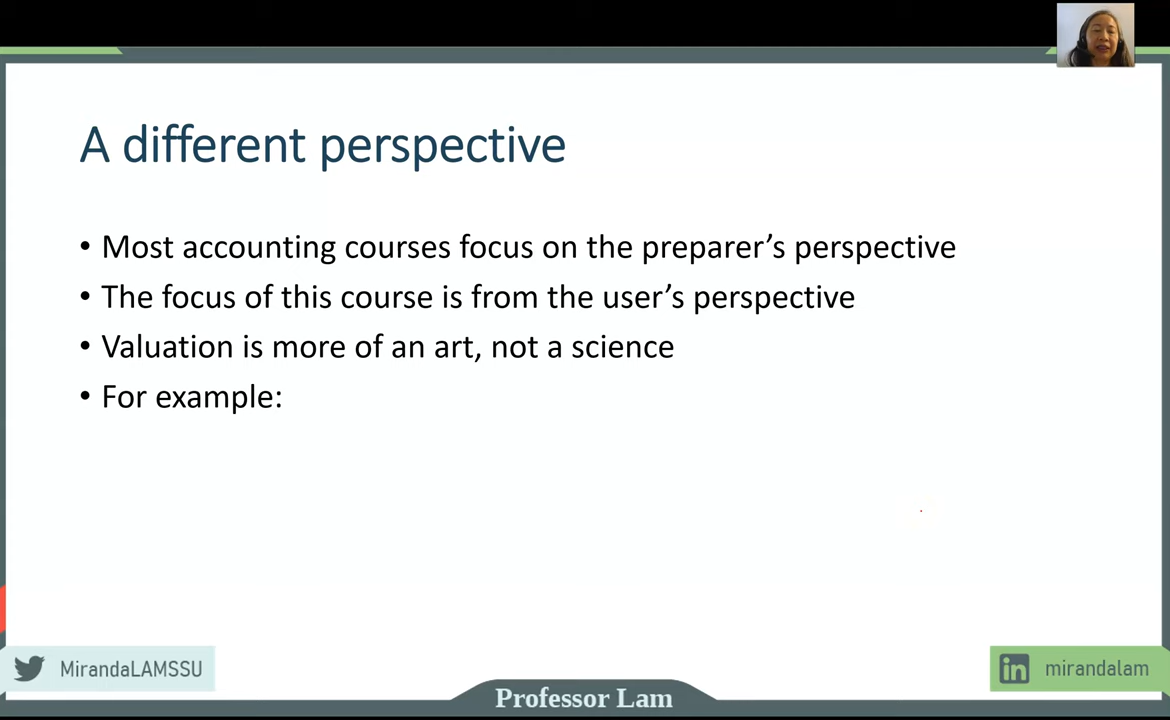 A different perspective
• Most accounting courses focus on the preparer’s perspective
• The focus of this course is from the user’s perspective
• Valuation is more of an art, not a science
• For example:
MirandaLAMSSU
in mirandalam
Professor Lam